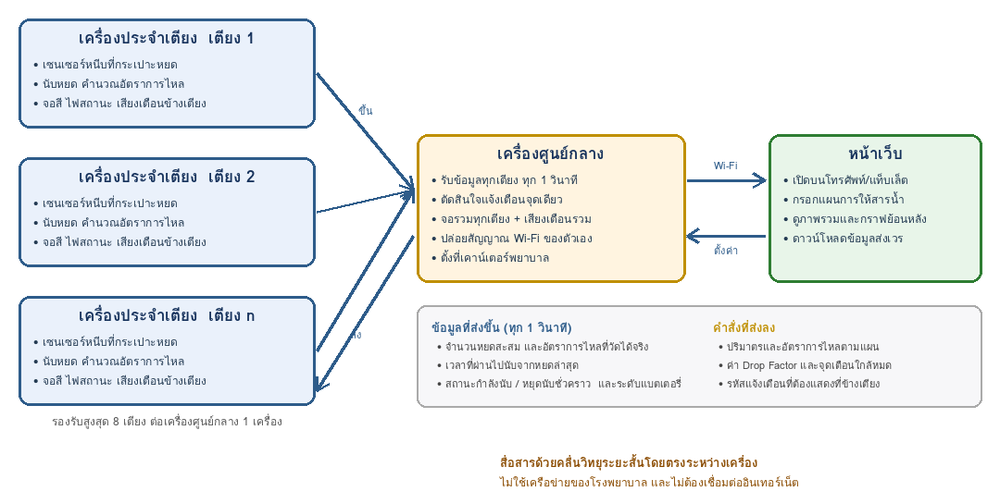 เครื่องประจำเตียง เตียง 1
• เซนเซอร์หนีบที่กระเปาะหยด
• นับหยด คำนวณอัตราการไหล
• จอสี ไฟสถานะ เสียงเตือนข้างเตียง
เครื่องประจำเตียง เตียง 2
• เซนเซอร์หนีบที่กระเปาะหยด
• นับหยด คำนวณอัตราการไหล
• จอสี ไฟสถานะ เสียงเตือนข้างเตียง
เครื่องประจำเตียง เตียง n
• เซนเซอร์หนีบที่กระเปาะหยด
• นับหยด คำนวณอัตราการไหล
• จอสี ไฟสถานะ เสียงเตือนข้างเตียง
รองรับสูงสุด 8 เตียง ต่อเครื่องศูนย์กลาง 1 เครื่อง
ขึ้น
ลง
เครื่องศูนย์กลาง
• รับข้อมูลทุกเตียง ทุก 1 วินาที
• ตัดสินใจแจ้งเตือนจุดเดียว
• จอรวมทุกเตียง + เสียงเตือนรวม
• ปล่อยสัญญาณ Wi-Fi ของตัวเอง
• ตั้งที่เคาน์เตอร์พยาบาล
Wi-Fi
ตั้งค่า
หน้าเว็บ
• เปิดบนโทรศัพท์/แท็บเล็ต
• กรอกแผนการให้สารน้ำ
• ดูภาพรวมและกราฟย้อนหลัง
• ดาวน์โหลดข้อมูลส่งเวร
ข้อมูลที่ส่งขึ้น (ทุก 1 วินาที)
• จำนวนหยดสะสม และอัตราการไหลที่วัดได้จริง
• เวลาที่ผ่านไปนับจากหยดล่าสุด
• สถานะกำลังนับ / หยุดนับชั่วคราว และระดับแบตเตอรี่
คำสั่งที่ส่งลง
• ปริมาตรและอัตราการไหลตามแผน
• ค่า Drop Factor และจุดเตือนใกล้หมด
• รหัสแจ้งเตือนที่ต้องแสดงที่ข้างเตียง
สื่อสารด้วยคลื่นวิทยุระยะสั้นโดยตรงระหว่างเครื่อง
ไม่ใช้เครือข่ายของโรงพยาบาล และไม่ต้องเชื่อมต่ออินเทอร์เน็ต